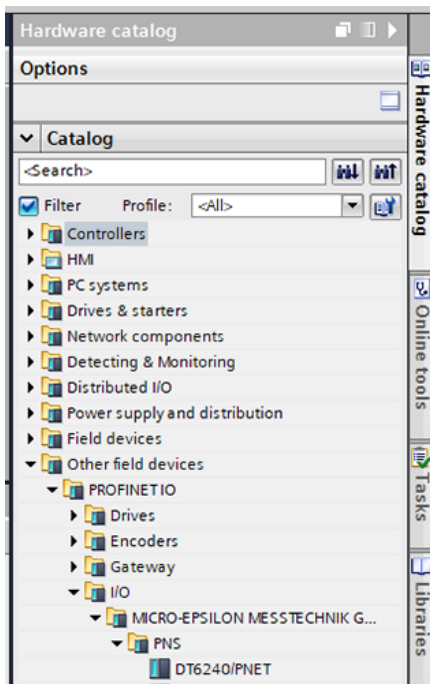 Hardware catalog
Options
Catalog
<Search>
Filter Profile: <All>
Controllers
HMI
PC systems
Drives & starters
Network components
Detecting & Monitoring
Distributed I/O
Power supply and distribution
Field devices
Other field devices
PROFINET IO
Drives
Encoders
Gateway
I/O
MICRO-EPSILON MESSTECHNIK G...
PNS
DT6240/PNET
Hardware catalog
Online tools
Tasks
Libraries